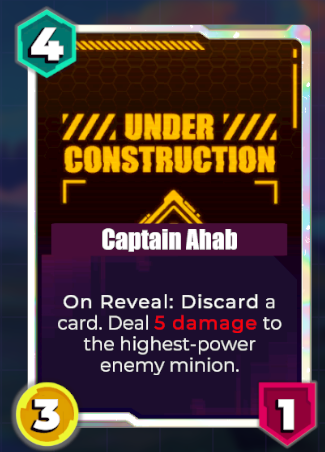 4
/// UNDER ///
CONSTRUCTION
Captain Ahab
On Reveal: Discard a
card. Deal 5 damage to
the highest-power
enemy minion.
3
1